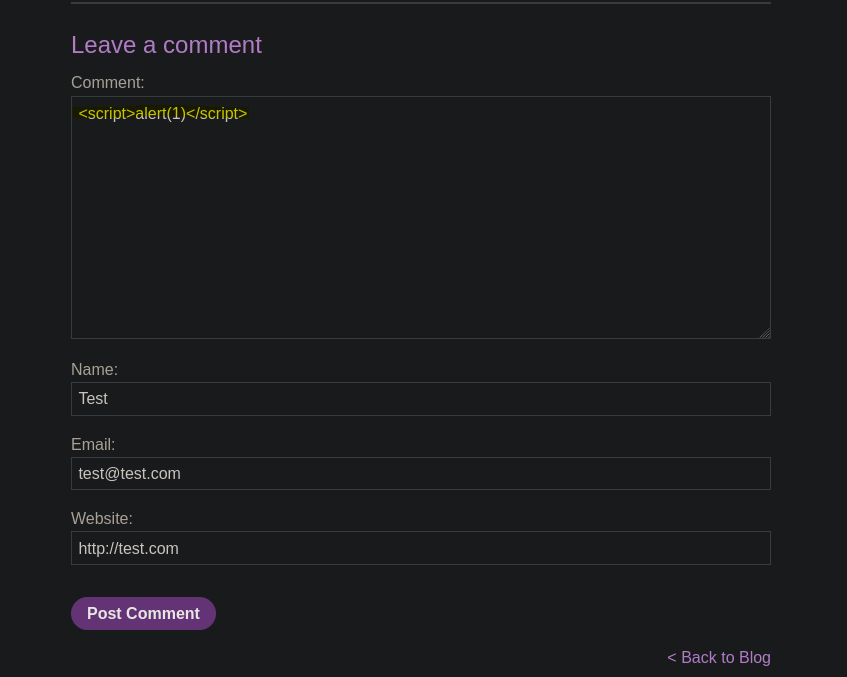 Leave a comment
Comment:
<script>alert(1)</script>
Name:
Test
Email:
test@test.com
Website:
http://test.com
Post Comment
< Back to Blog